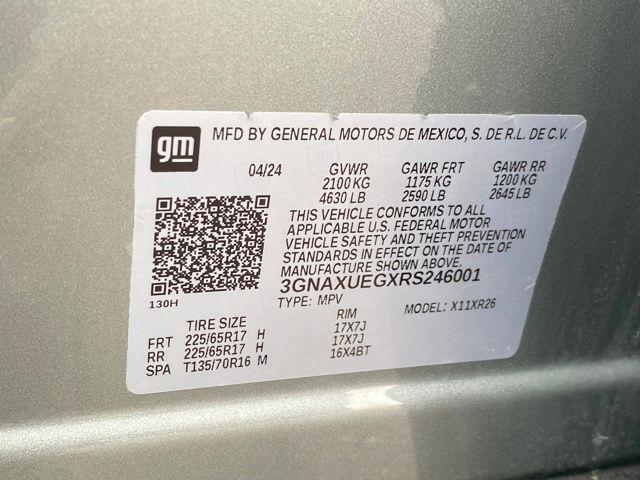 gm MFD BY GENERAL MOTORS DE MEXICO, S. DE R.L. DE C.V.
04/24 GVWR GAWR FRT GAWR RR
2100 KG 1175 KG 1200 KG
4630 LB 2590 LB 2645 LB
THIS VEHICLE CONFORMS TO ALL
APPLICABLE U.S. FEDERAL MOTOR
VEHICLE SAFETY AND THEFT PREVENTION
STANDARDS IN EFFECT ON THE DATE OF
MANUFACTURE SHOWN ABOVE.
3GNAXUEGXRS246001
130H TYPE: MPV MODEL: X11XR26
TIRE SIZE RIM
FRT 225/65R17 H 17X7J
RR 225/65R17 H 17X7J
SPA T135/70R16 M 16X4BT